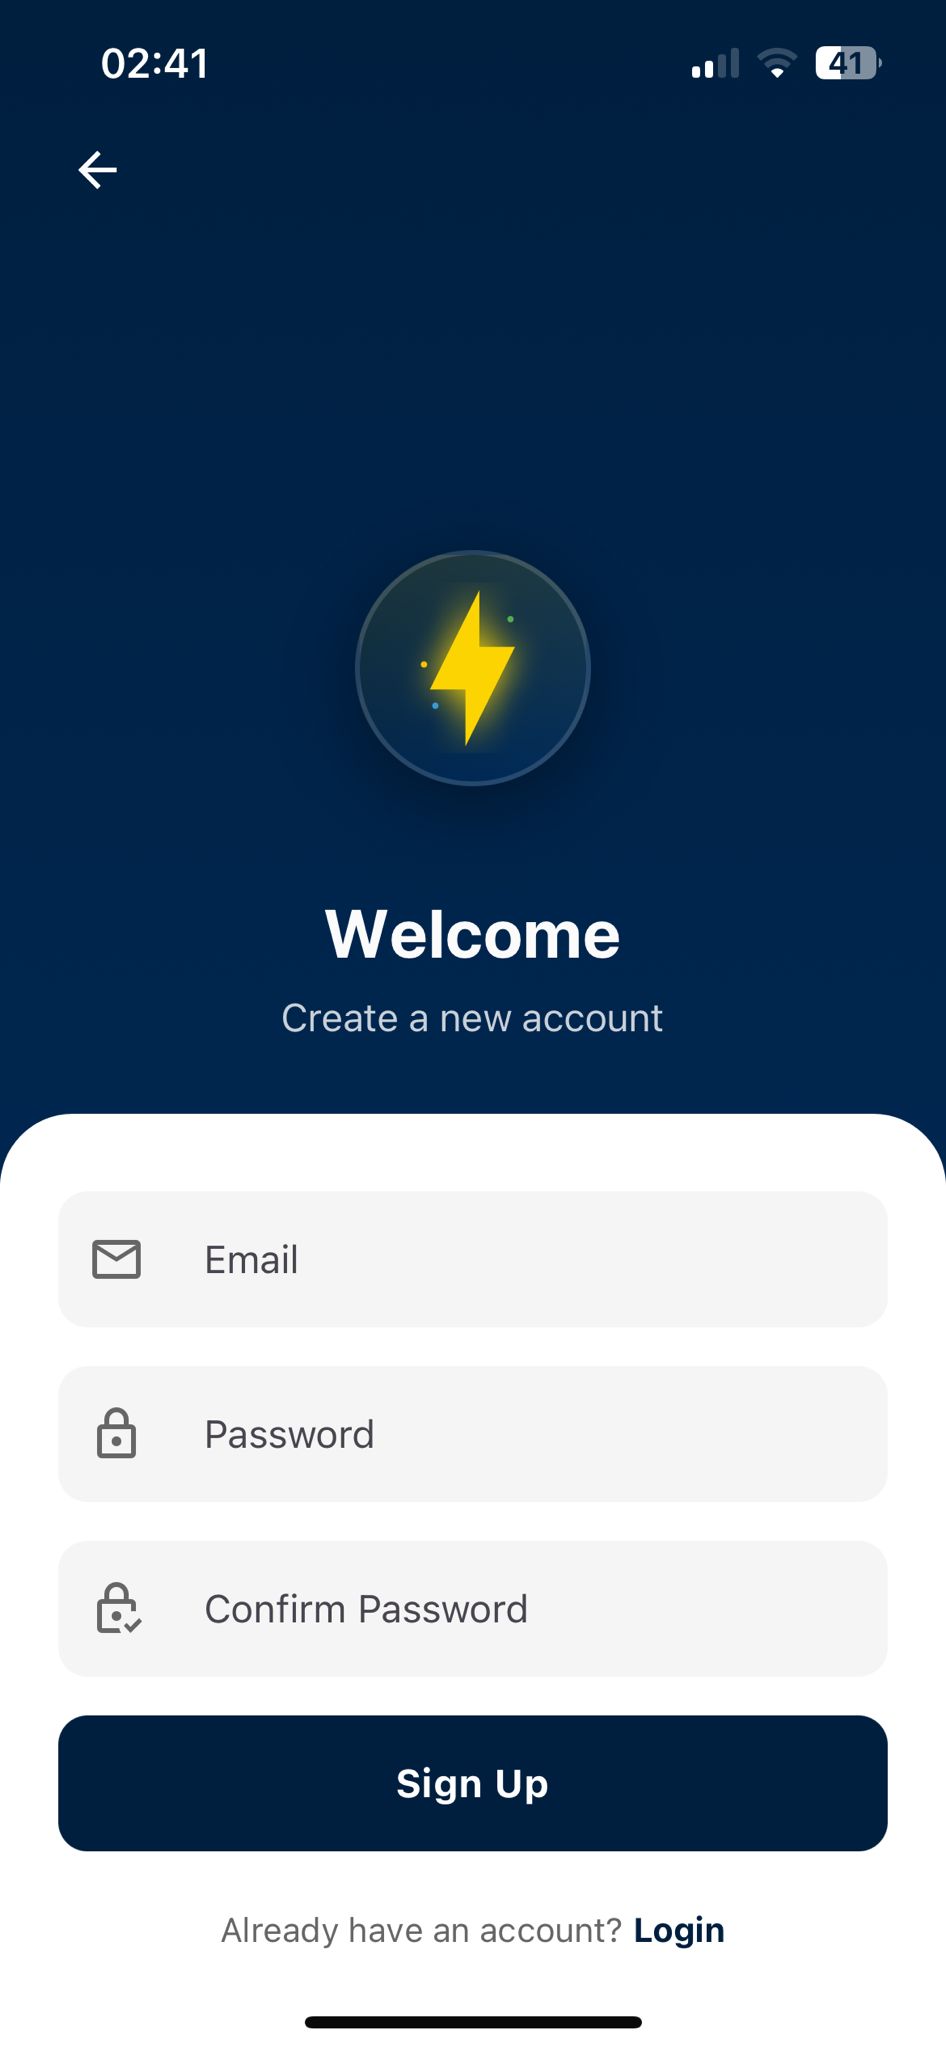 02:41
41
Welcome
Create a new account
Email
Password
Confirm Password
Sign Up
Already have an account? Login